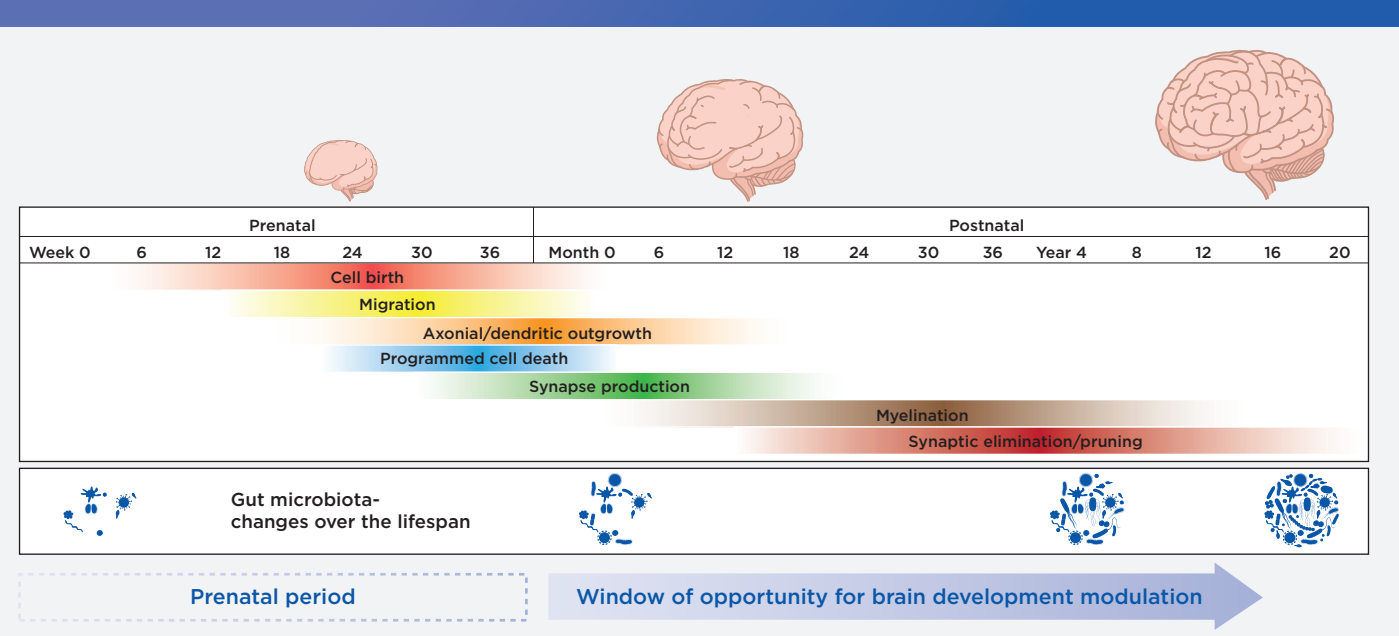 Prenatal
Postnatal
Week 0 6 12 18 24 30 36 Month 0 6 12 18 24 30 36 Year 4 8 12 16 20
Cell birth
Migration
Axonial/dendritic outgrowth
Programmed cell death
Synapse production
Myelination
Synaptic elimination/pruning
Gut microbiota-
changes over the lifespan
Prenatal period
Window of opportunity for brain development modulation